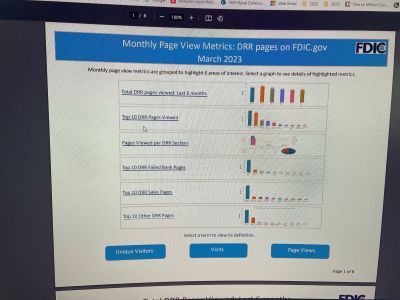 1 / 8 - 100% +
Monthly Page View Metrics: DRR pages on FDIC.gov
March 2023
FDIC
Monthly page view metrics are grouped to highlight 6 areas of interest. Select a graph to see details of highlighted metrics.
Total DRR pages viewed: Last 6 months
Top 10 DRR Pages Viewed
Pages Viewed per DRR Section
Top 10 DRR Failed Bank Pages
Top 10 DRR Sales Pages
Top 10 Other DRR Pages
Select a term to view its definition.
Unique Visitors
Visits
Page Views
Page 1 of 8
FDIC